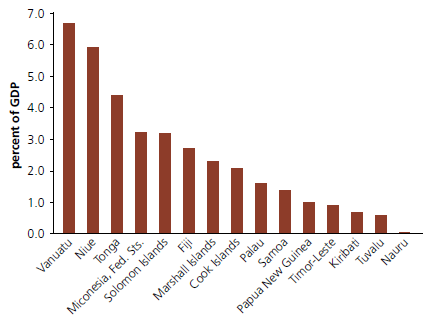 7.0
6.0
5.0
4.0
3.0
2.0
1.0
0.0
percent of GDP
Vanuatu
Niue
Tonga
Miconesia, Fed. Sts.
Solomon Islands
Fiji
Marshall Islands
Cook Islands
Palau
Samoa
Papua New Guinea
Timor-Leste
Kiribati
Tuvalu
Nauru